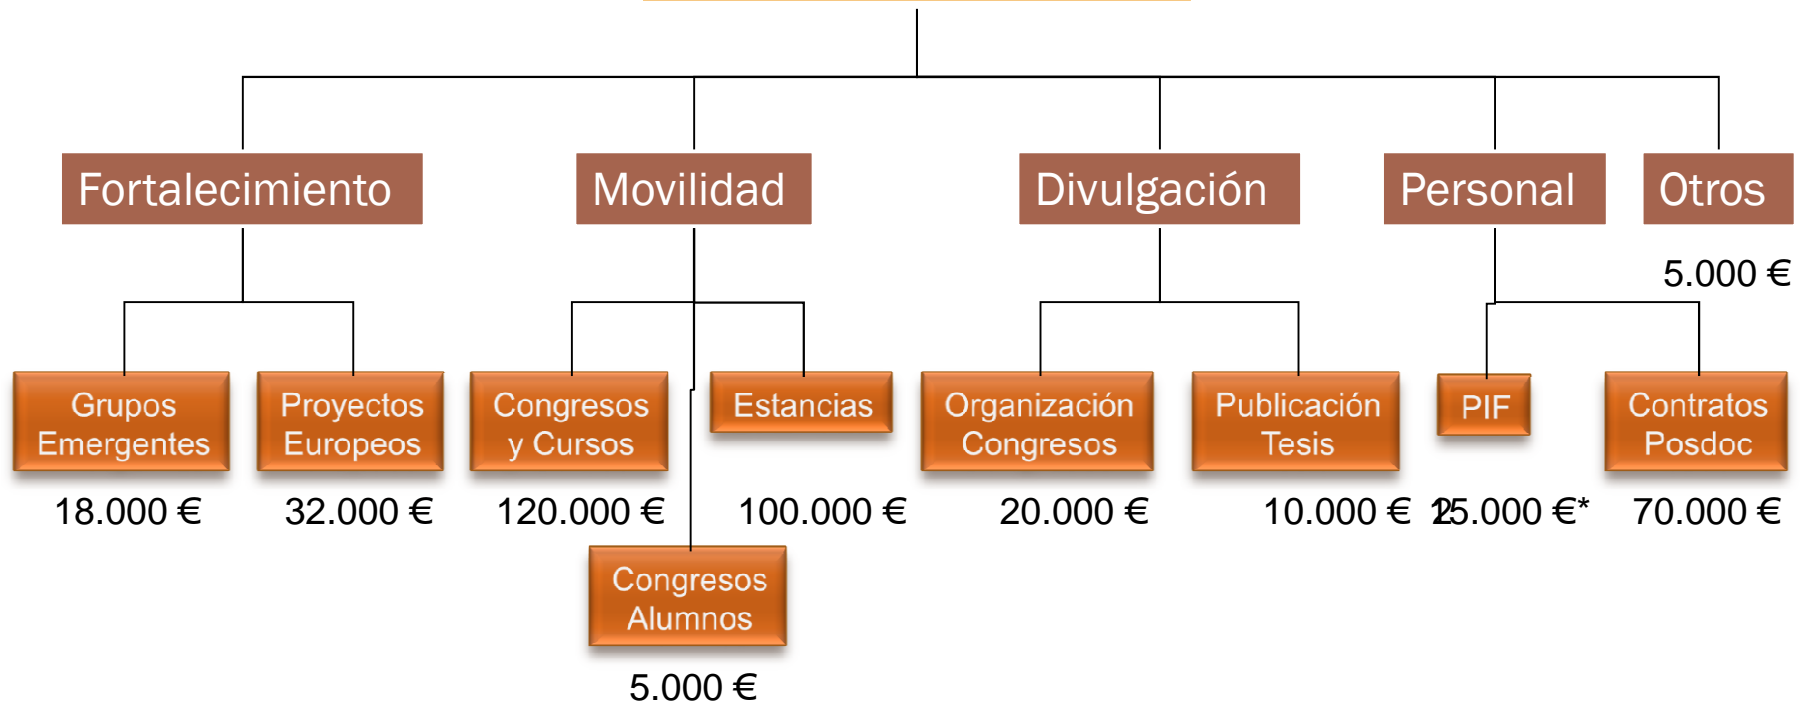 Fortalecimiento
Movilidad
Divulgación
Personal
Otros
5.000 €
Grupos
Emergentes
Proyectos
Europeos
Congresos
y Cursos
Estancias
Organización
Congresos
Publicación
Tesis
PIF
Contratos
Posdoc
18.000 €
32.000 €
120.000 €
100.000 €
20.000 €
10.000 €
70.000 €
Congresos
Alumnos
5.000 €